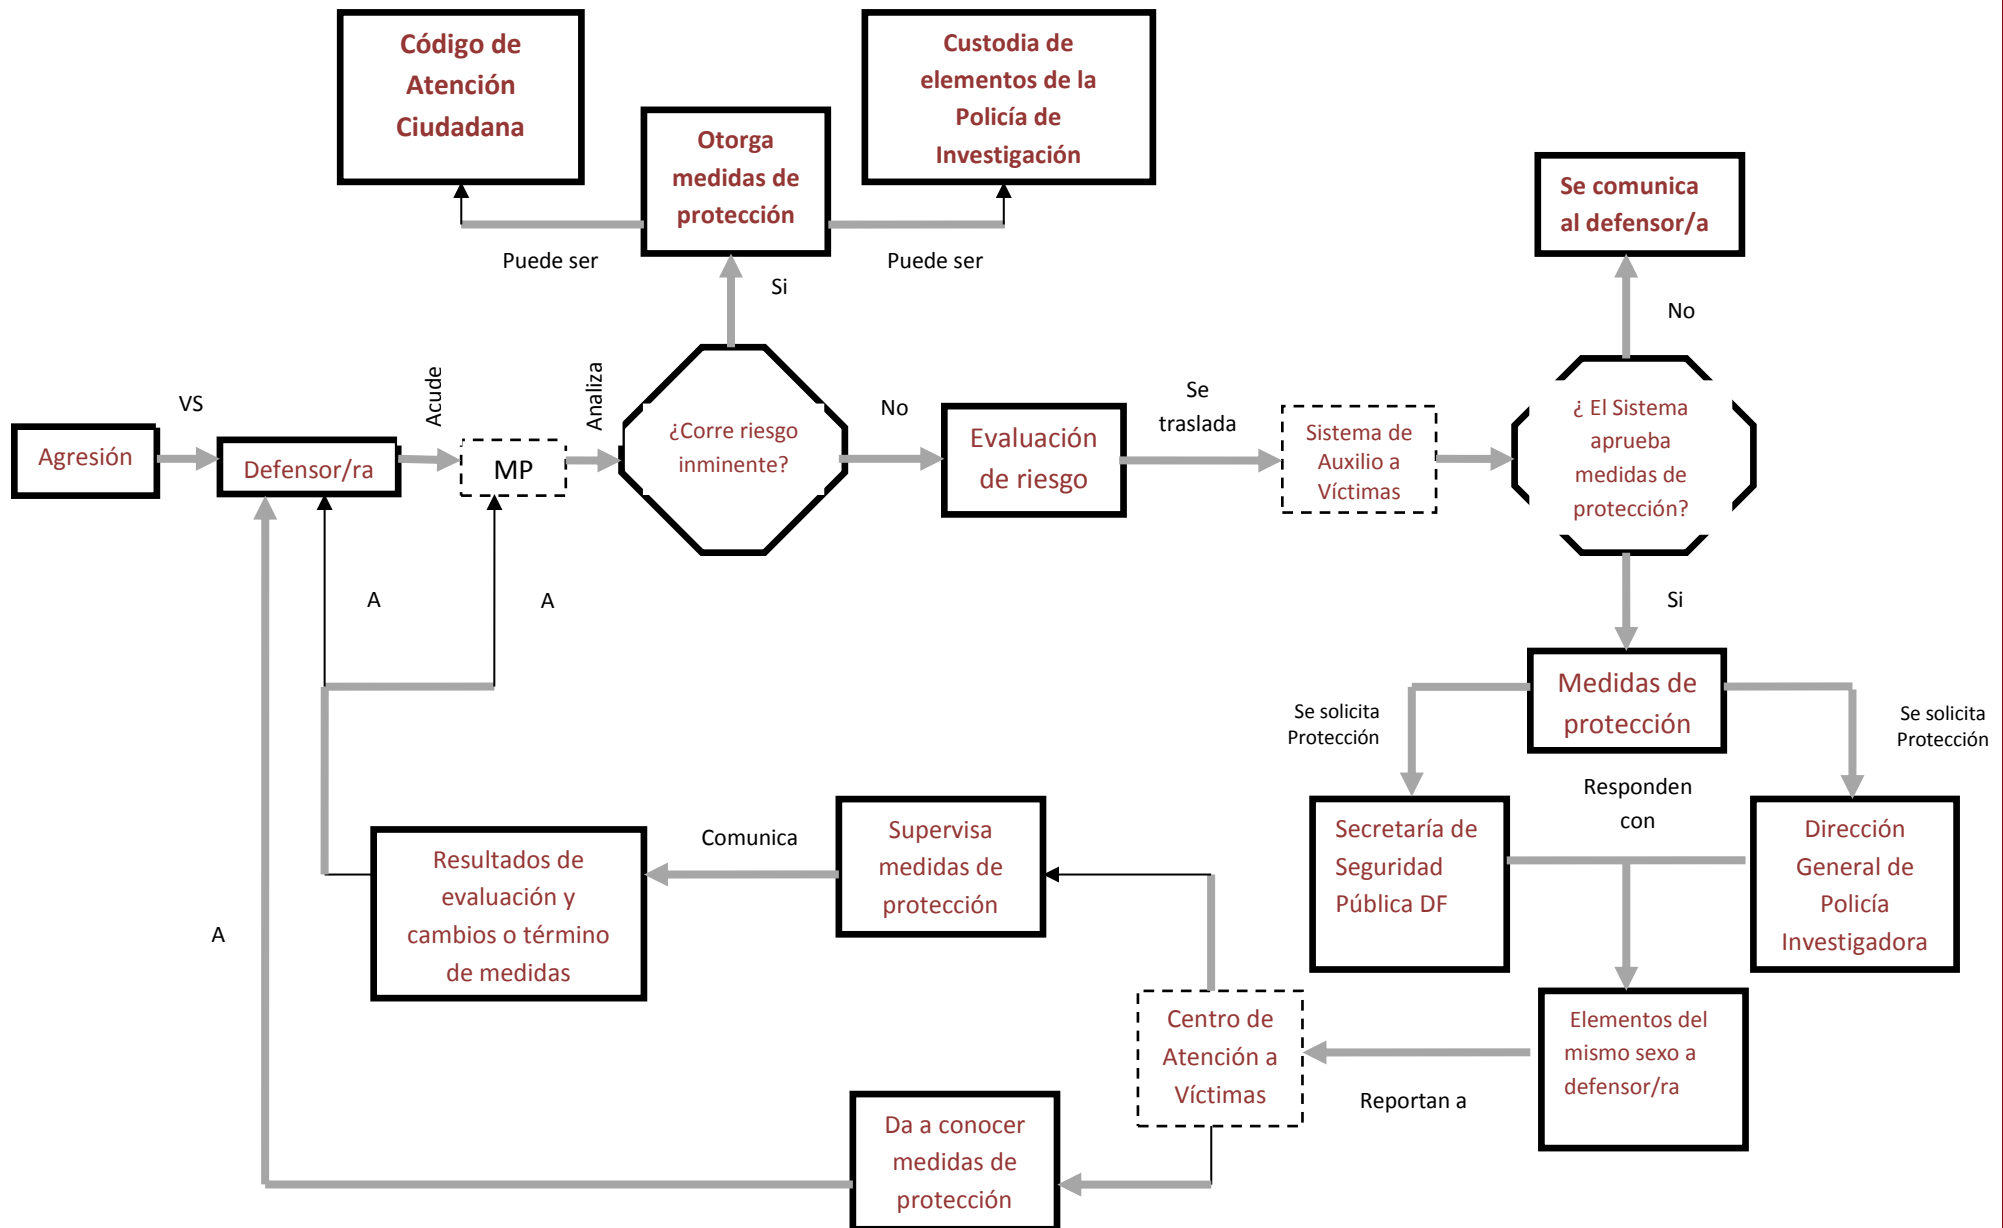 Código de
Atención
Ciudadana
Custodia de
elementos de la
Policía de
Investigación
Otorga
medidas de
protección
Puede ser
Puede ser
Si
Se comunica
al defensor/a
No
Agresión
VS
Defensor/ra
Acude
MP
Analiza
¿Corre riesgo
inminente?
No
Evaluación
de riesgo
Se
traslada
Sistema de
Auxilio a
Víctimas
¿ El Sistema
aprueba
medidas de
protección?
Si
A
A
Medidas de
protección
Se solicita
Protección
Se solicita
Protección
Responden
con
Secretaría de
Seguridad
Pública DF
Dirección
General de
Policía
Investigadora
Supervisa
medidas de
protección
Comunica
Resultados de
evaluación y
cambios o término
de medidas
A
Centro de
Atención a
Víctimas
Elementos del
mismo sexo a
defensor/ra
Reportan a
Da a conocer
medidas de
protección